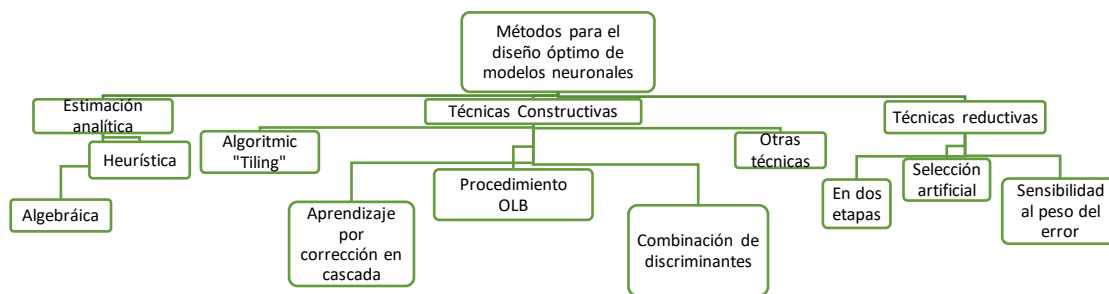 Métodos para el
diseño óptimo de
modelos neuronales
Estimación
analítica
Técnicas Constructivas
Técnicas reductivas
Heurística
Algebráica
Algoritmic
"Tiling"
Aprendizaje
por
corrección en
cascada
Procedimiento
OLB
Combinación de
discriminantes
Otras
técnicas
En dos
etapas
Selección
artificial
Sensibilidad
al peso del
error